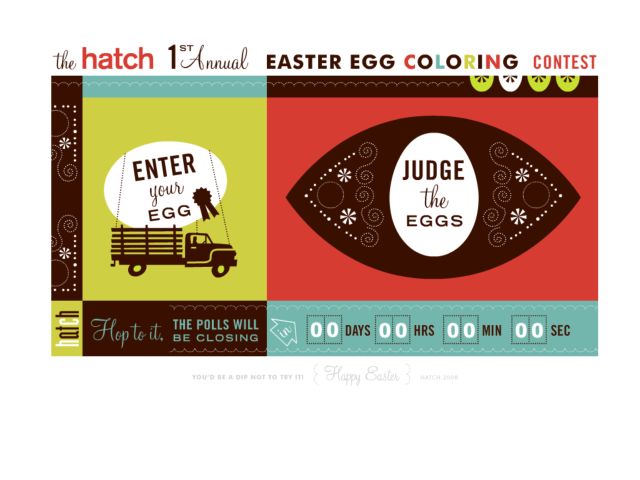 the hatch 1ST Annual EASTER EGG COLORING CONTEST
ENTER
your
EGG
JUDGE
the
EGGS
hatch
Hop to it, THE POLLS WILL
BE CLOSING
in
00 DAYS 00 HRS 00 MIN 00 SEC
YOU'D BE A DIP NOT TO TRY IT! { Happy Easter } HATCH 2008